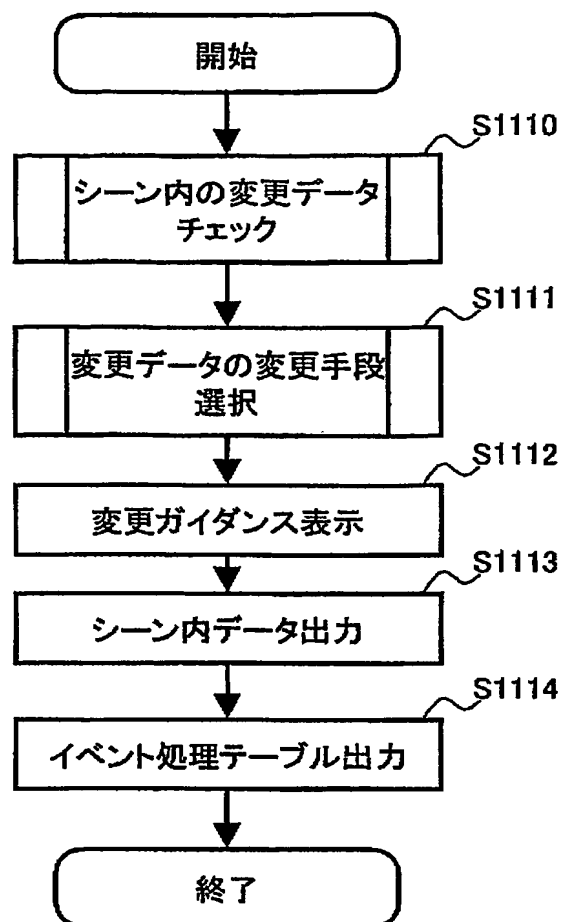 開始
S1110
シーン内の変更データ
チェック
S1111
変更データの変更手段
選択
S1112
変更ガイダンス表示
S1113
シーン内データ出力
S1114
イベント処理テーブル出力
終了